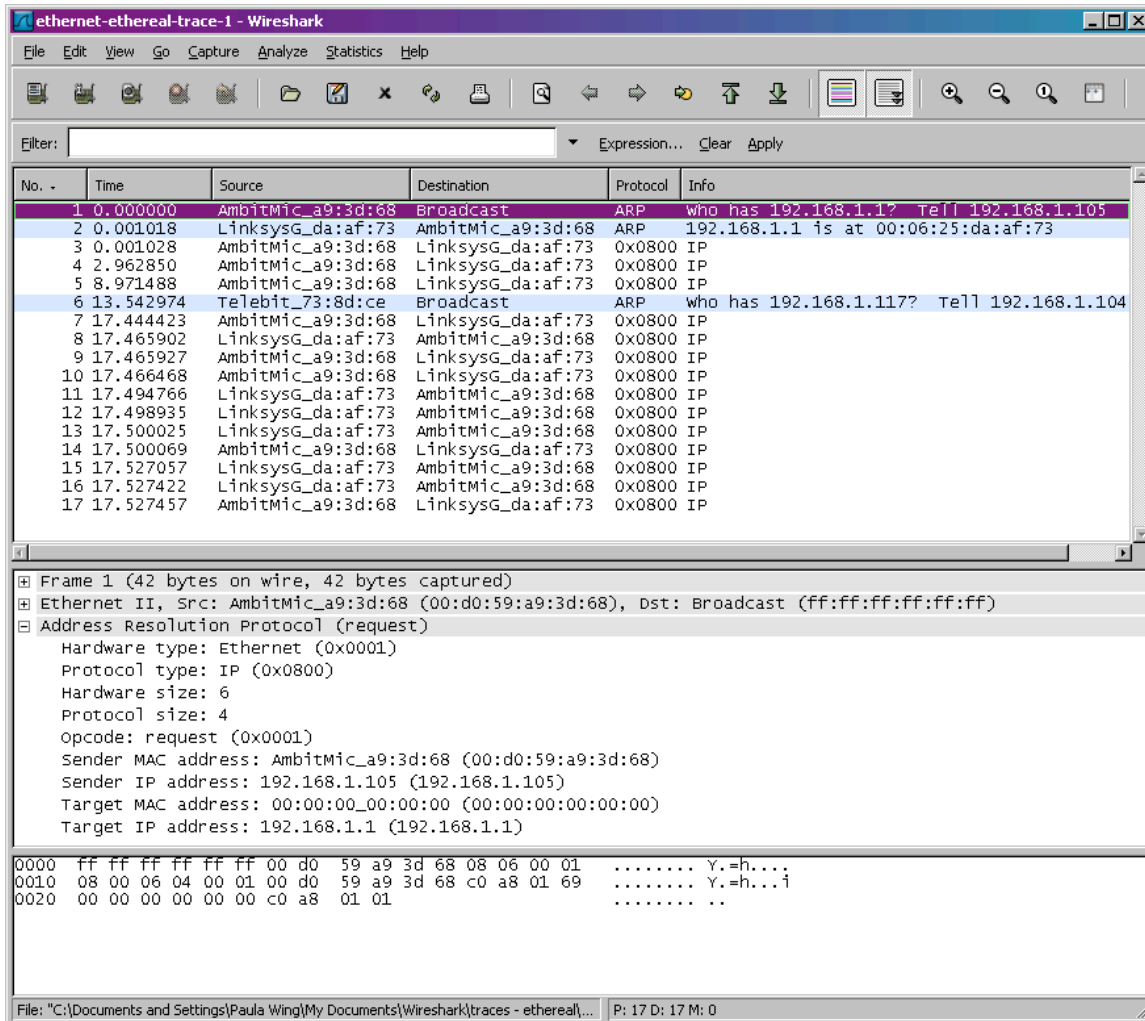 ethernet-ethereal-trace-1 - Wireshark
File Edit View Go Capture Analyze Statistics Help
Filter: Expression... Clear Apply
No. Time Source Destination Protocol Info
1 0.000000 AmbitMic_a9:3d:68 Broadcast ARP Who has 192.168.1.1? Tell 192.168.1.105
2 0.001018 LinksysG_da:af:73 AmbitMic_a9:3d:68 ARP 192.168.1.1 is at 00:06:25:da:af:73
3 0.001028 AmbitMic_a9:3d:68 LinksysG_da:af:73 0x0800 IP
4 2.962850 AmbitMic_a9:3d:68 LinksysG_da:af:73 0x0800 IP
5 8.971488 AmbitMic_a9:3d:68 LinksysG_da:af:73 0x0800 IP
6 13.542974 Telebit_73:8d:ce Broadcast ARP Who has 192.168.1.117? Tell 192.168.1.104
7 17.444423 AmbitMic_a9:3d:68 LinksysG_da:af:73 0x0800 IP
8 17.465902 LinksysG_da:af:73 AmbitMic_a9:3d:68 0x0800 IP
9 17.465927 AmbitMic_a9:3d:68 LinksysG_da:af:73 0x0800 IP
10 17.466468 AmbitMic_a9:3d:68 LinksysG_da:af:73 0x0800 IP
11 17.494766 LinksysG_da:af:73 AmbitMic_a9:3d:68 0x0800 IP
12 17.498935 LinksysG_da:af:73 AmbitMic_a9:3d:68 0x0800 IP
13 17.500025 LinksysG_da:af:73 AmbitMic_a9:3d:68 0x0800 IP
14 17.500069 AmbitMic_a9:3d:68 LinksysG_da:af:73 0x0800 IP
15 17.527057 LinksysG_da:af:73 AmbitMic_a9:3d:68 0x0800 IP
16 17.527422 LinksysG_da:af:73 AmbitMic_a9:3d:68 0x0800 IP
17 17.527457 AmbitMic_a9:3d:68 LinksysG_da:af:73 0x0800 IP
Frame 1 (42 bytes on wire, 42 bytes captured)
Ethernet II, Src: AmbitMic_a9:3d:68 (00:d0:59:a9:3d:68), Dst: Broadcast (ff:ff:ff:ff:ff:ff)
Address Resolution Protocol (request)
Hardware type: Ethernet (0x0001)
Protocol type: IP (0x0800)
Hardware size: 6
Protocol size: 4
Opcode: request (0x0001)
Sender MAC address: AmbitMic_a9:3d:68 (00:d0:59:a9:3d:68)
Sender IP address: 192.168.1.105 (192.168.1.105)
Target MAC address: 00:00:00_00:00:00 (00:00:00:00:00:00)
Target IP address: 192.168.1.1 (192.168.1.1)
0000 ff ff ff ff ff ff 00 d0 59 a9 3d 68 08 06 00 01 ........ Y.=h....
0010 08 00 06 04 00 01 00 d0 59 a9 3d 68 c0 a8 01 69 ........ Y.=h...i
0020 00 00 00 00 00 00 c0 a8 01 01 ........ ..
File: "C:\Documents and Settings\Paula Wing\My Documents\Wireshark\traces - ethereal\... P: 17 D: 17 M: 0